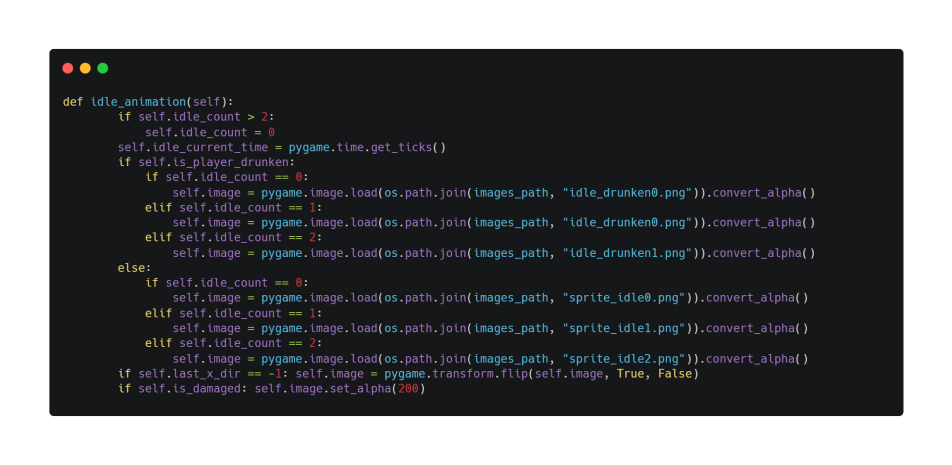 def idle_animation(self):
        if self.idle_count > 2:
            self.idle_count = 0
        self.idle_current_time = pygame.time.get_ticks()
        if self.is_player_drunken:
            if self.idle_count == 0:
                self.image = pygame.image.load(os.path.join(images_path, "idle_drunken0.png")).convert_alpha()
            elif self.idle_count == 1:
                self.image = pygame.image.load(os.path.join(images_path, "idle_drunken0.png")).convert_alpha()
            elif self.idle_count == 2:
                self.image = pygame.image.load(os.path.join(images_path, "idle_drunken1.png")).convert_alpha()
        else:
            if self.idle_count == 0:
                self.image = pygame.image.load(os.path.join(images_path, "sprite_idle0.png")).convert_alpha()
            elif self.idle_count == 1:
                self.image = pygame.image.load(os.path.join(images_path, "sprite_idle1.png")).convert_alpha()
            elif self.idle_count == 2:
                self.image = pygame.image.load(os.path.join(images_path, "sprite_idle2.png")).convert_alpha()
        if self.last_x_dir == -1: self.image = pygame.transform.flip(self.image, True, False)
        if self.is_damaged: self.image.set_alpha(200)